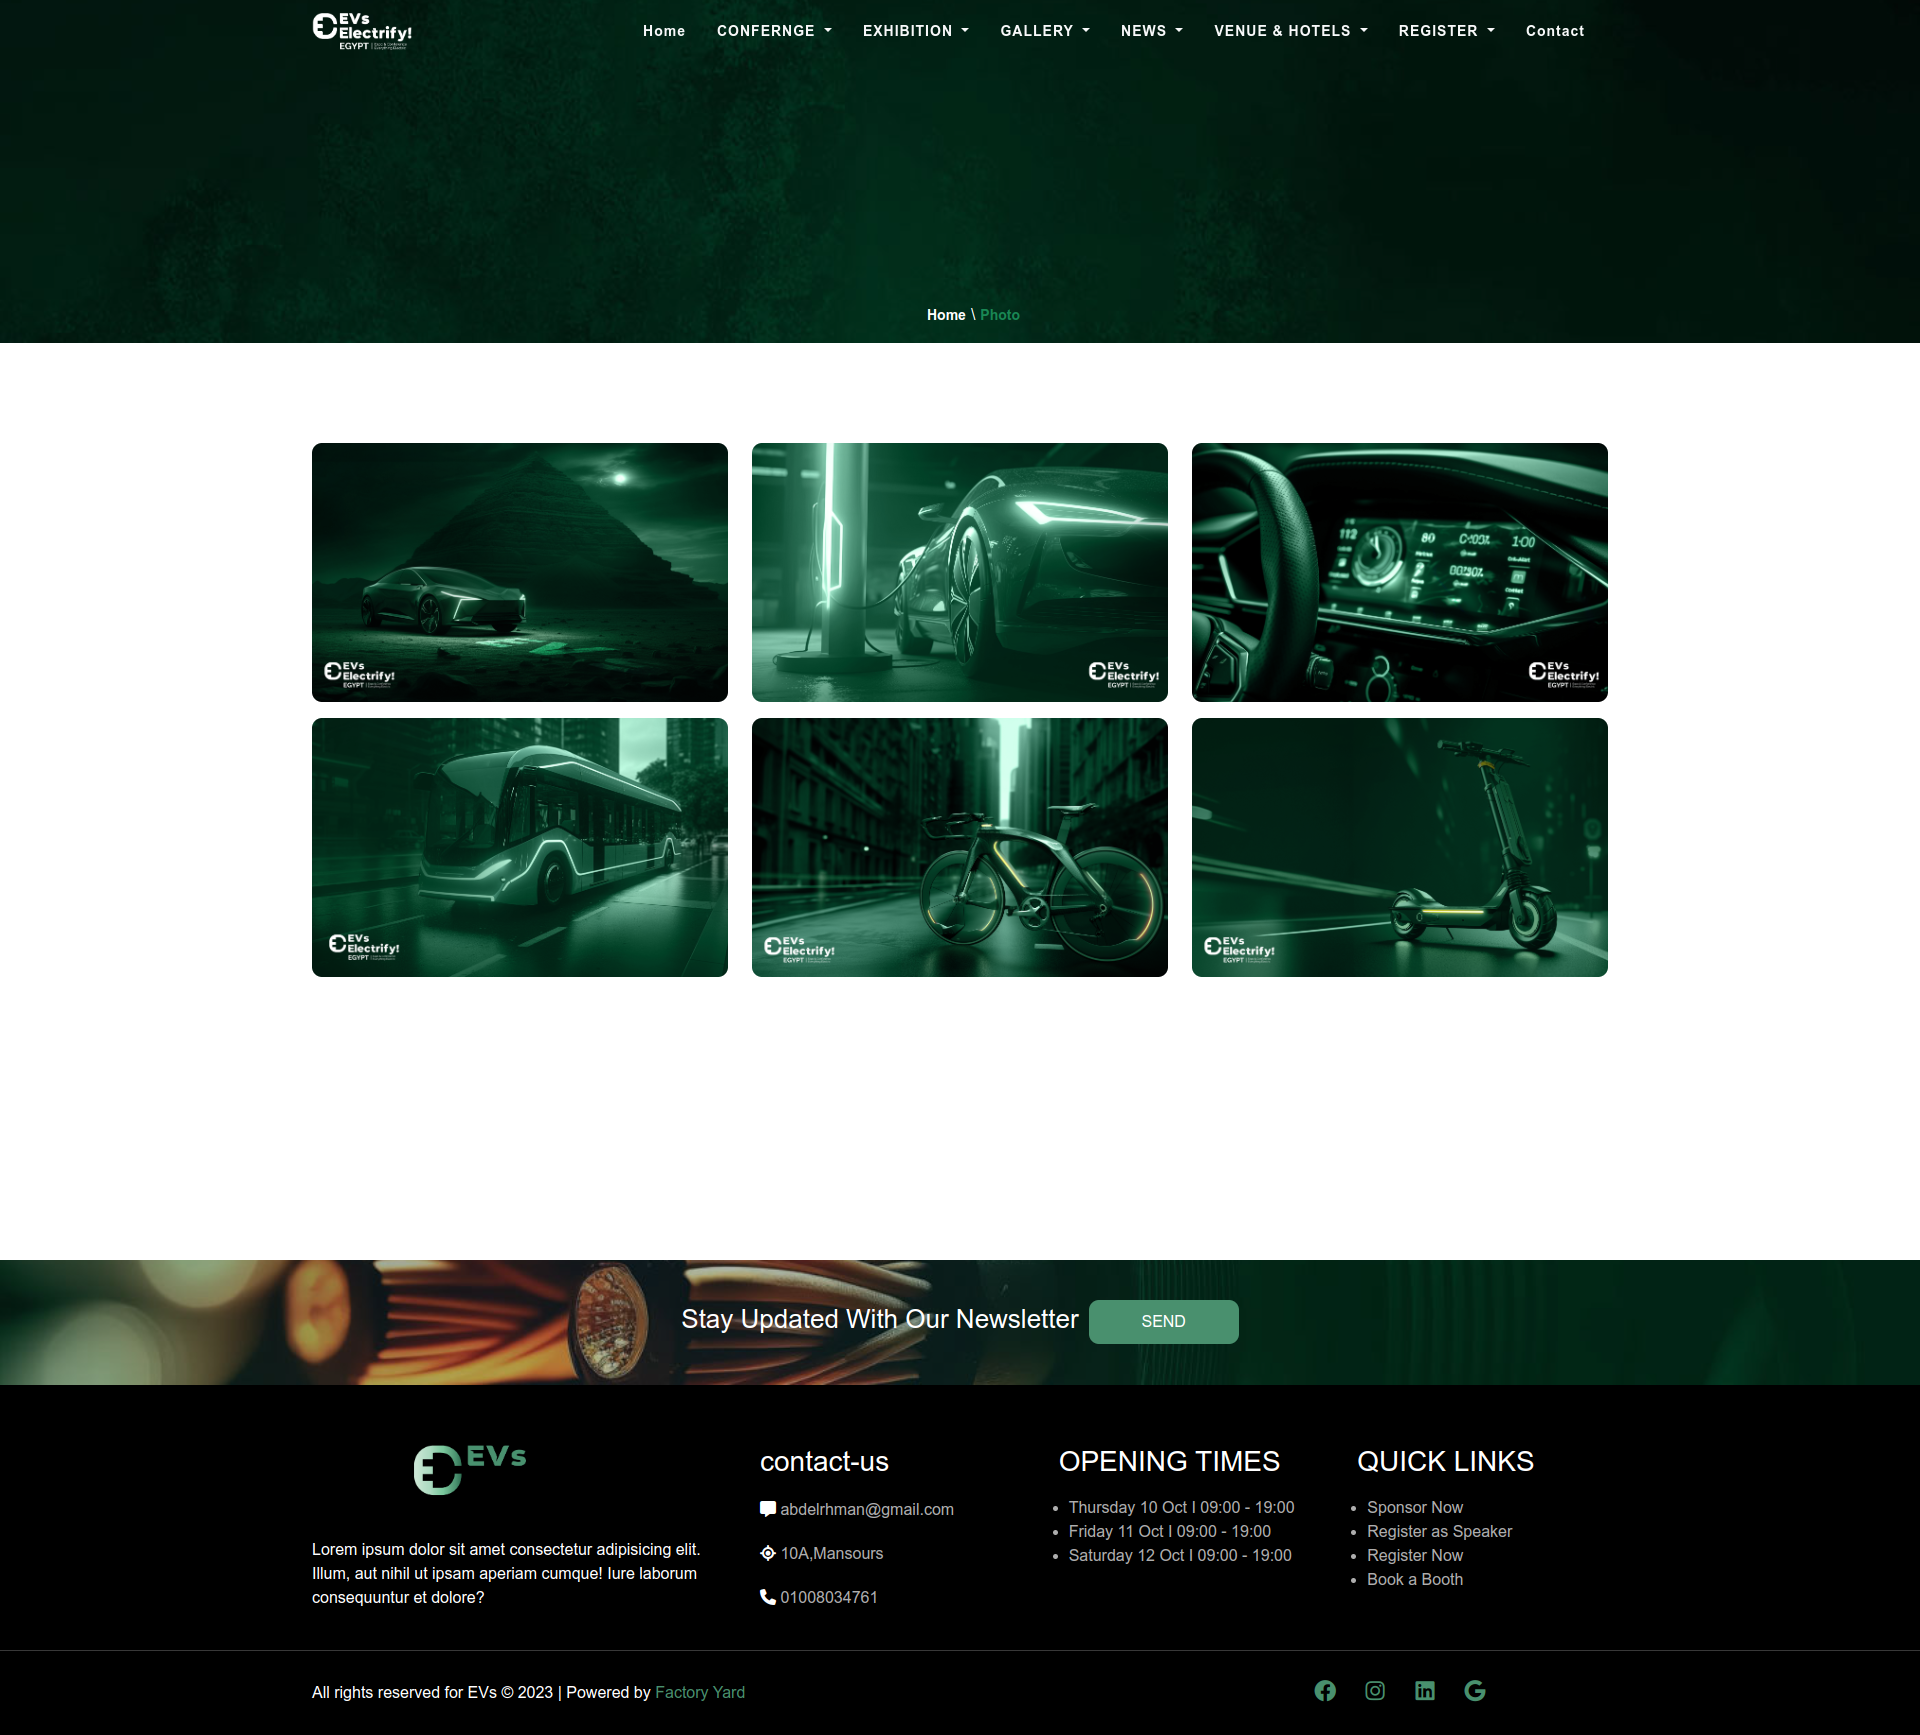 EVs
Electrify!
EGYPT
Home
CONFERNGE
EXHIBITION
GALLERY
NEWS
VENUE & HOTELS
REGISTER
Contact
Home \ Photo
EVs
Electrify!
EGYPT
EVs
Electrify!
EGYPT
112
80
1:00
EVs
Electrify!
EGYPT
EVs
Electrify!
EGYPT
EVs
Electrify!
EGYPT
EVs
Electrify!
EGYPT
Stay Updated With Our Newsletter
SEND
EVs
Lorem ipsum dolor sit amet consectetur adipisicing elit.
Illum, aut nihil ut ipsam aperiam cumque! Iure laborum
consequuntur et dolore?
contact-us
abdelrhman@gmail.com
10A,Mansours
01008034761
OPENING TIMES
Thursday 10 Oct I 09:00 - 19:00
Friday 11 Oct I 09:00 - 19:00
Saturday 12 Oct I 09:00 - 19:00
QUICK LINKS
Sponsor Now
Register as Speaker
Register Now
Book a Booth
All rights reserved for EVs © 2023 | Powered by Factory Yard